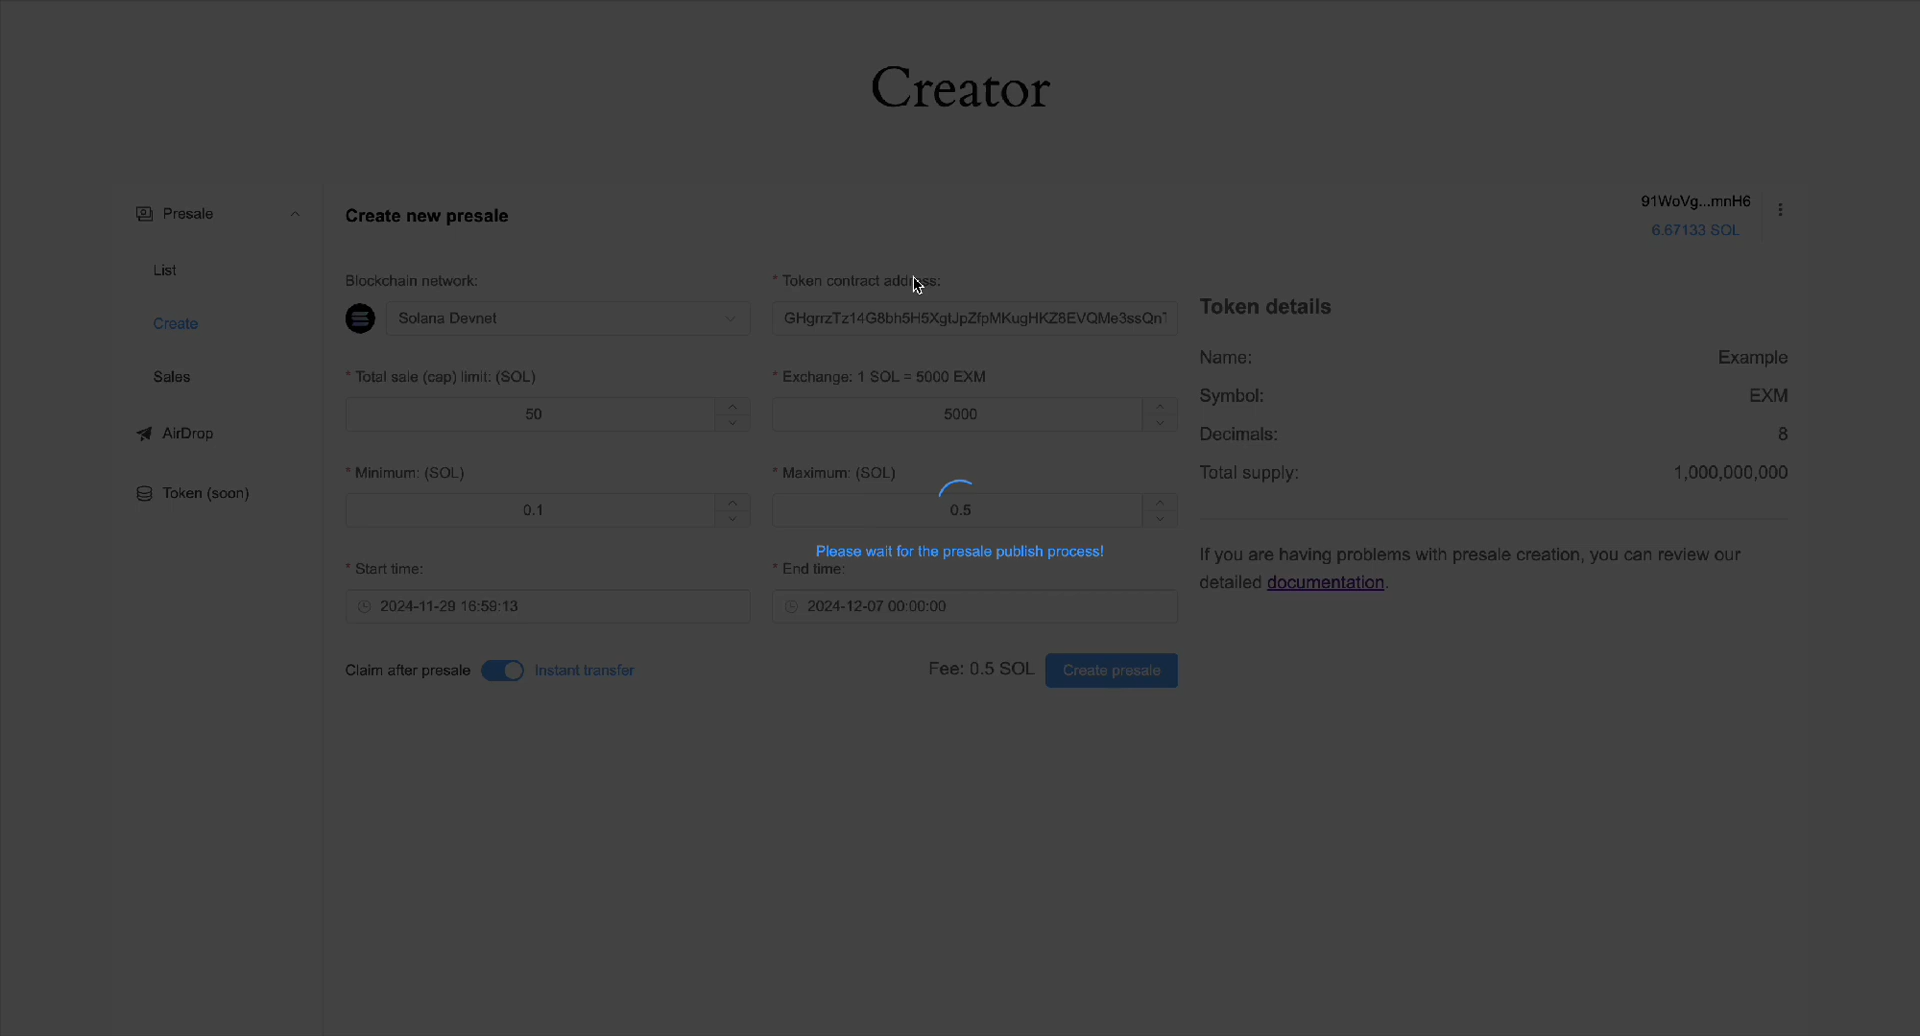 Creator
Presale
List
Create
Sales
AirDrop
Token (soon)
Create new presale
91WoVg...mnH6
6.67133 SOL
Blockchain network:
Solana Devnet
* Token contract address:
GHgrrzTz14G8bh5H5XgtJpZfpMKugHKZ8EVQMe3ssQn
* Total sale (cap) limit: (SOL)
50
* Exchange: 1 SOL = 5000 EXM
5000
* Minimum: (SOL)
0.1
* Maximum: (SOL)
0.5
Please wait for the presale publish process!
* Start time:
2024-11-29 16:59:13
* End time:
2024-12-07 00:00:00
Claim after presale
Instant transfer
Fee: 0.5 SOL
Create presale
Token details
Name: Example
Symbol: EXM
Decimals: 8
Total supply: 1,000,000,000
If you are having problems with presale creation, you can review our
detailed documentation.